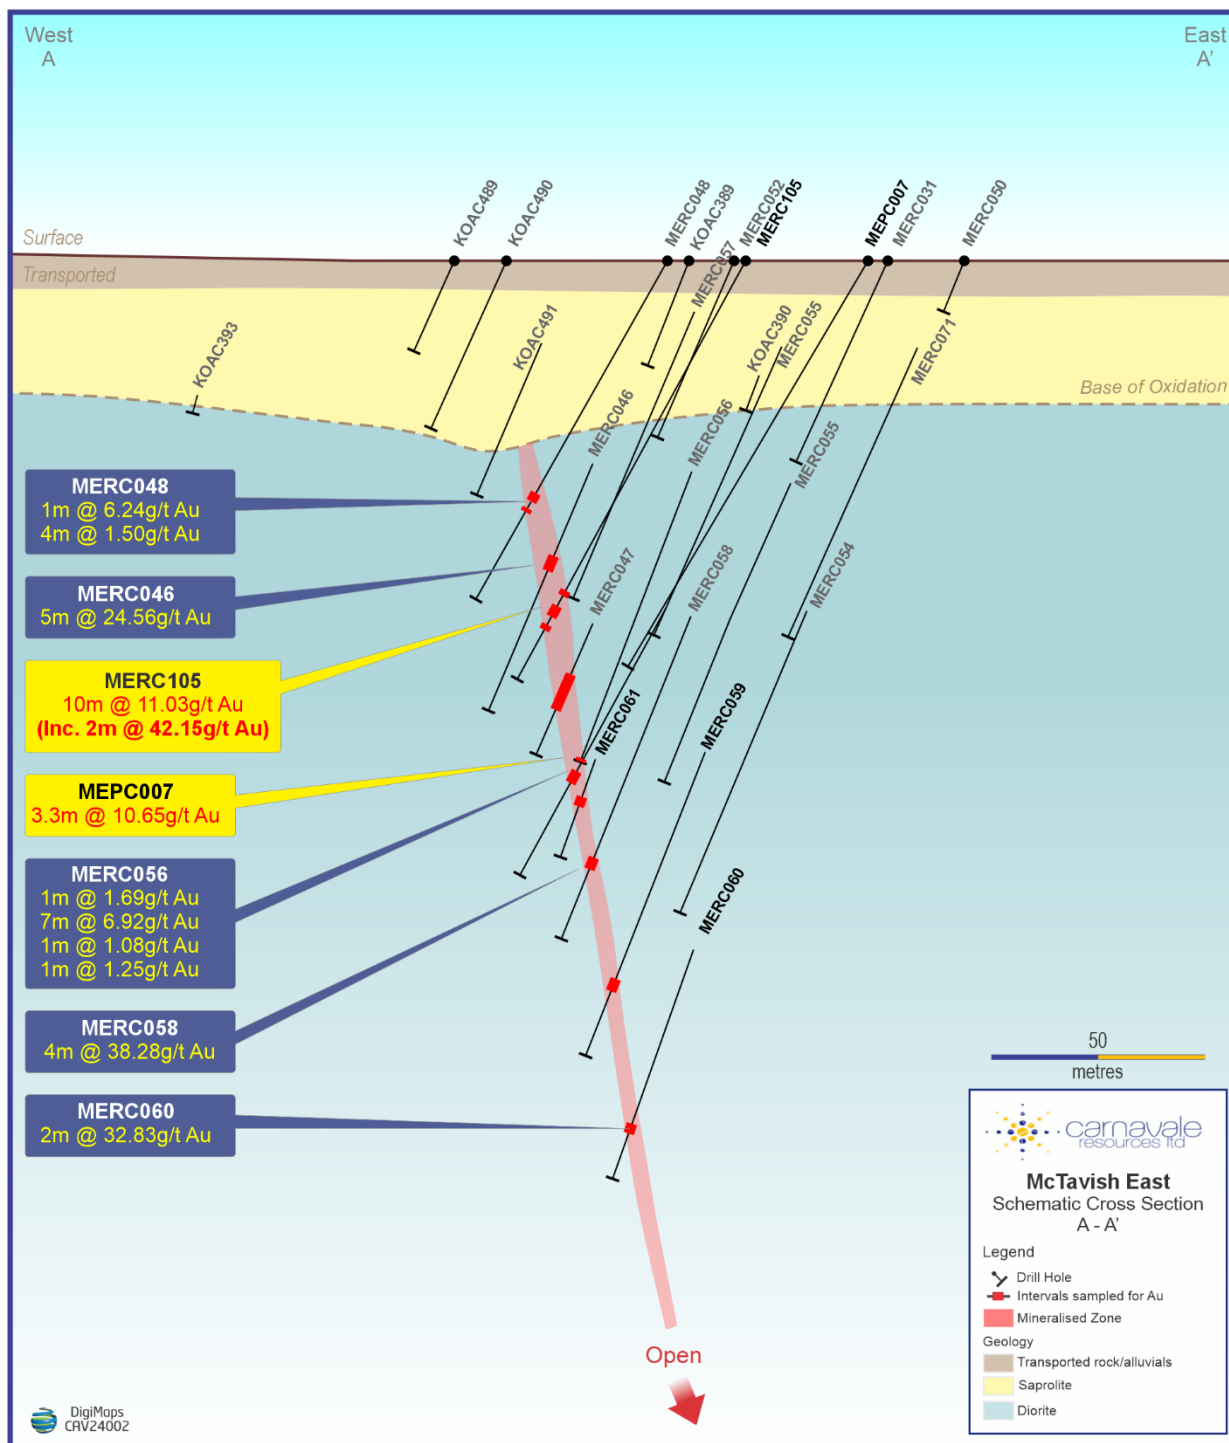 West
A
East
A'
KOAC489
KOAC490
MERC048
KOAC389
MERC057
MERC052
MERC105
MEPC007
MERC031
MERC050
Surface
Transported
KOAC393
KOAC491
MERC046
KOAC390
MERC055
MERC071
Base of Oxidation
MERC056
MERC055
MERC047
MERC058
MERC054
MERC061
MERC059
MERC060
MERC048
1m @ 6.24g/t Au
4m @ 1.50g/t Au
MERC046
5m @ 24.56g/t Au
MERC105
10m @ 11.03g/t Au
(Inc. 2m @ 42.15g/t Au)
MEPC007
3.3m @ 10.65g/t Au
MERC056
1m @ 1.69g/t Au
7m @ 6.92g/t Au
1m @ 1.08g/t Au
1m @ 1.25g/t Au
MERC058
4m @ 38.28g/t Au
MERC060
2m @ 32.83g/t Au
50
metres
carnavale
resources ltd
McTavish East
Schematic Cross Section
A - A'
Legend
Drill Hole
Intervals sampled for Au
Mineralised Zone
Geology
Transported rock/alluvials
Saprolite
Diorite
Open
DigiMaps
CAV24002